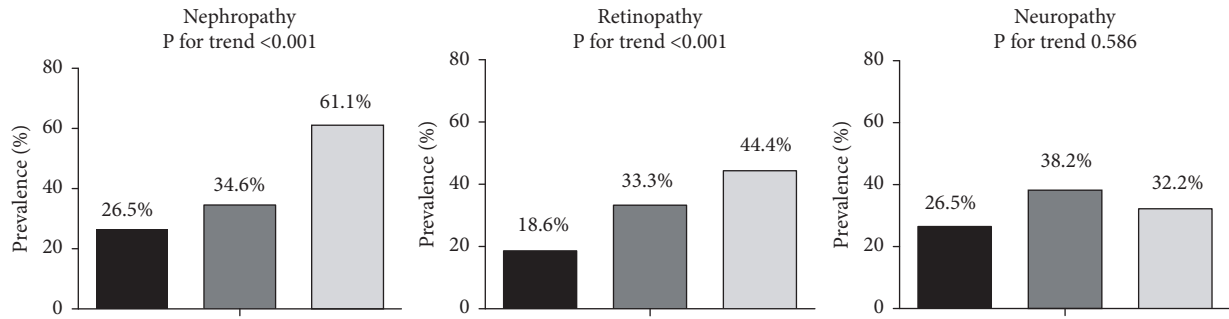 Nephropathy
P for trend <0.001
Prevalence (%)
80
60
40
20
0
26.5%
34.6%
61.1%
Retinopathy
P for trend <0.001
Prevalence (%)
80
60
40
20
0
18.6%
33.3%
44.4%
Neuropathy
P for trend 0.586
Prevalence (%)
80
60
40
20
0
26.5%
38.2%
32.2%